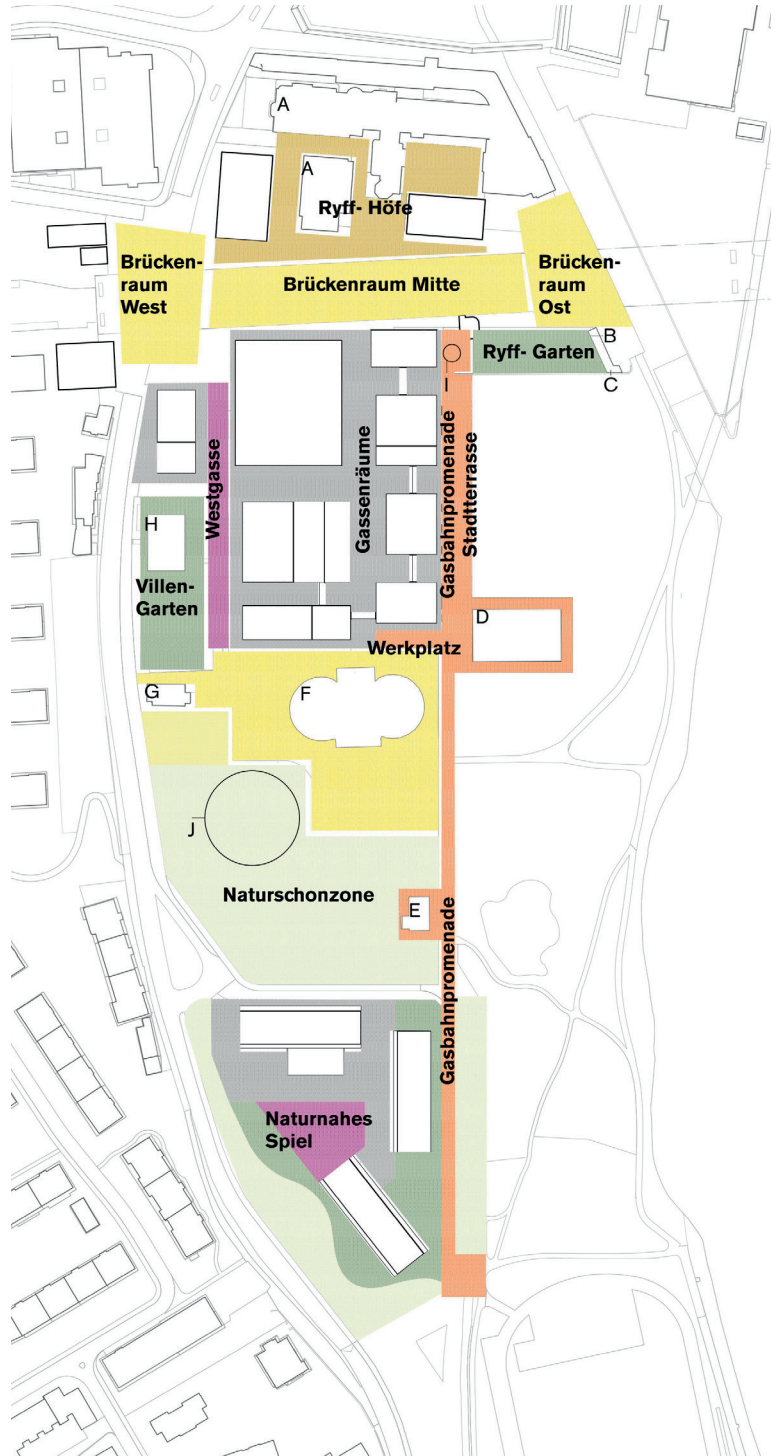 A
A
Ryff- Höfe
Brücken-
raum
West
Brückenraum Mitte
Brücken-
raum
Ost
B
Ryff- Garten
C
I
Westgasse
Gassenräume
Gasbahnpromenade
Stadtterrasse
H
Villen-
Garten
D
Werkplatz
G
F
J
Naturschonzone
E
Gasbahnpromenade
Naturnahes
Spiel